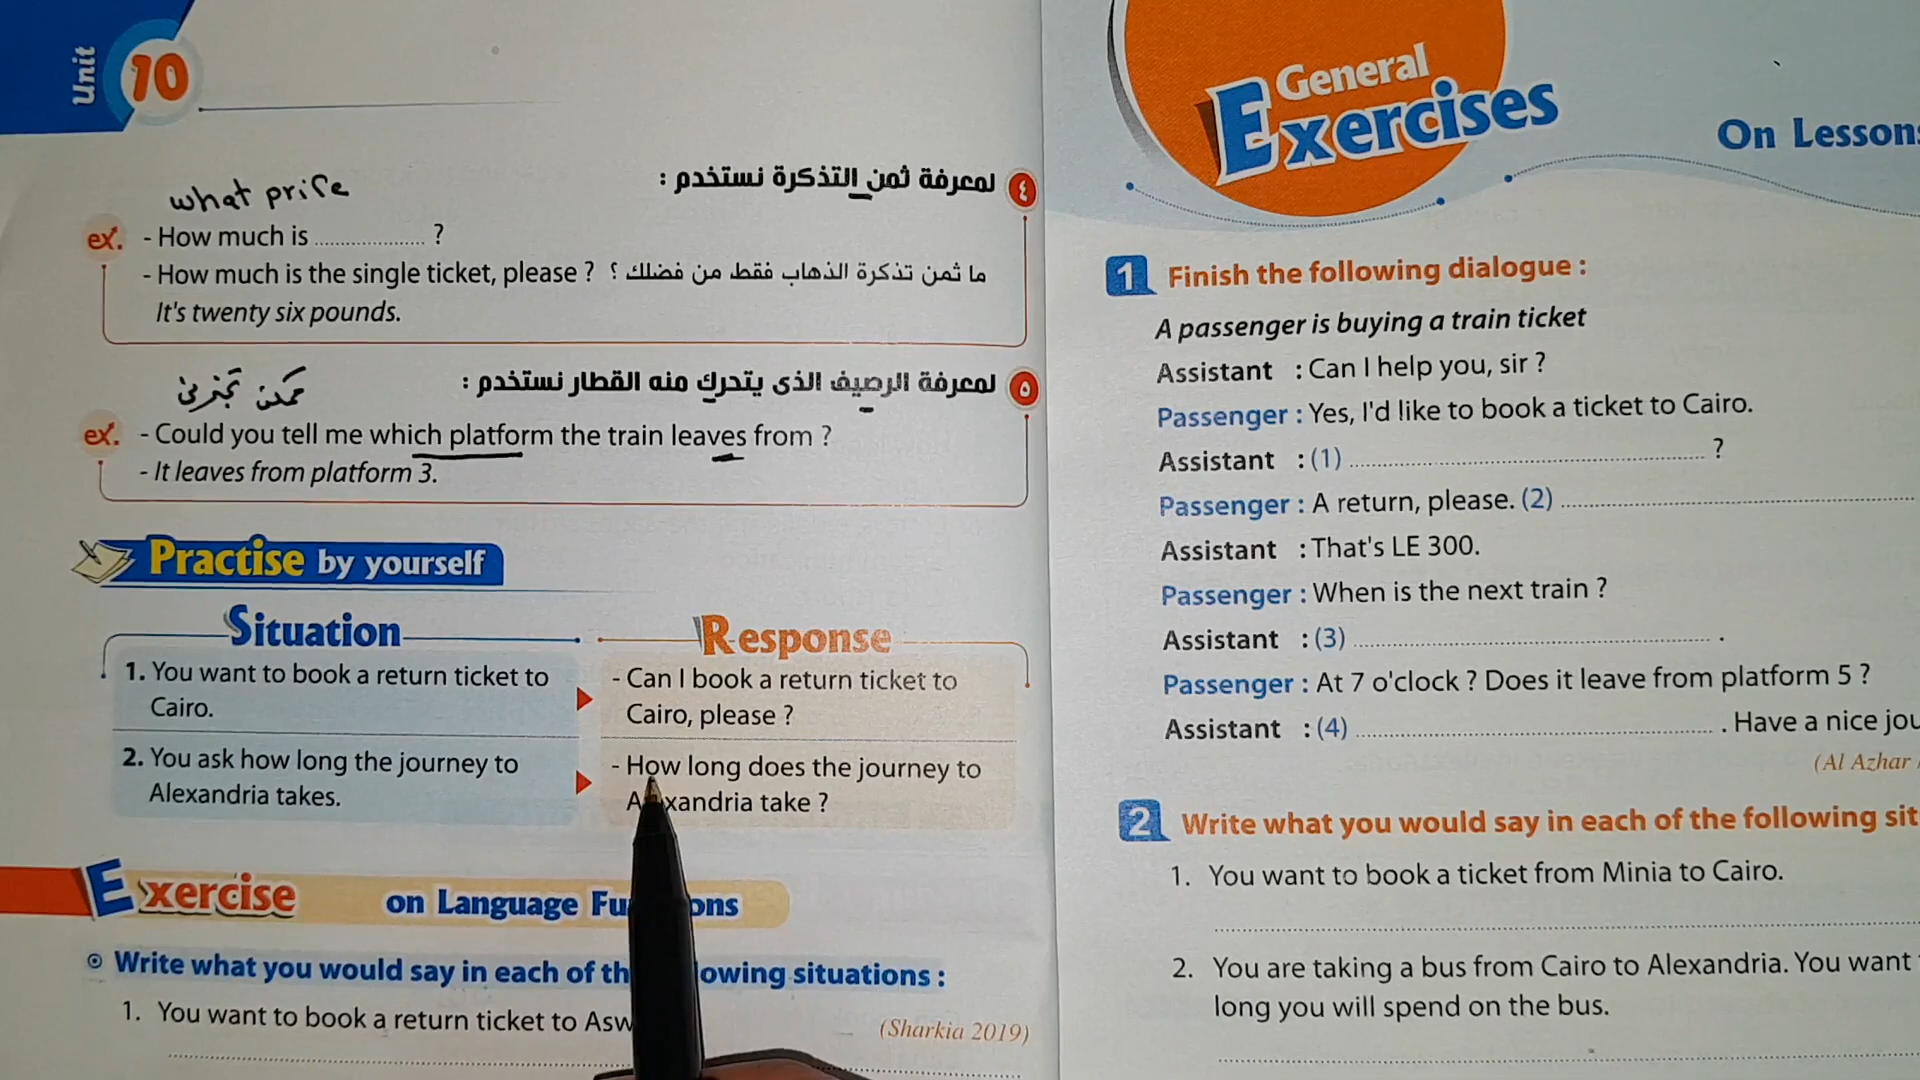 Unit 10
what price
لمعرفة ثمن التذكرة نستخدم : ٤
ex. - How much is .................... ?
- How much is the single ticket, please ? ما ثمن تذكرة الذهاب فقط من فضلك ؟
It's twenty six pounds.
لمعرفة الرصيف الذى يتحرك منه القطار نستخدم : ٥
ex. - Could you tell me which platform the train leaves from ?
- It leaves from platform 3.
Practise by yourself
Situation
Response
1. You want to book a return ticket to
Cairo.
- Can I book a return ticket to
Cairo, please ?
2. You ask how long the journey to
Alexandria takes.
- How long does the journey to
Alexandria take ?
Exercise on Language Functions
Write what you would say in each of the following situations :
1. You want to book a return ticket to Asw
(Sharkia 2019)
General
Exercises
On Lessons
1 Finish the following dialogue :
A passenger is buying a train ticket
Assistant : Can I help you, sir ?
Passenger : Yes, I'd like to book a ticket to Cairo.
Assistant : (1) .................... ?
Passenger : A return, please. (2) ....................
Assistant : That's LE 300.
Passenger : When is the next train ?
Assistant : (3) .................... .
Passenger : At 7 o'clock ? Does it leave from platform 5 ?
Assistant : (4) .................... . Have a nice jou
(Al Azhar
2 Write what you would say in each of the following sit
1. You want to book a ticket from Minia to Cairo.
2. You are taking a bus from Cairo to Alexandria. You want
long you will spend on the bus.